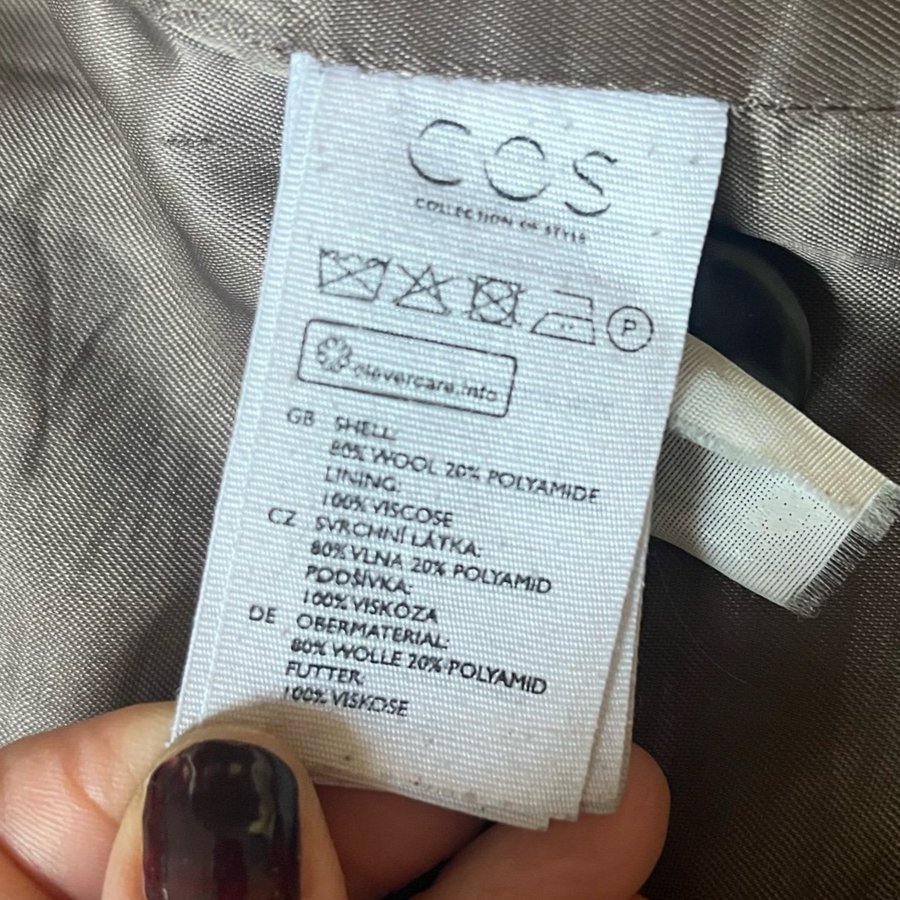 COS
COLLECTION OF STYLE
P
clevercare.info
GB SHELL:
80% WOOL 20% POLYAMIDE
LINING:
100% VISCOSE
CZ SVRCHNÍ LÁTKA:
80% VLNA 20% POLYAMID
PODŠÍVKA:
100% VISKÓZA
DE OBERMATERIAL:
80% WOLLE 20% POLYAMID
FUTTER:
100% VISKOSE